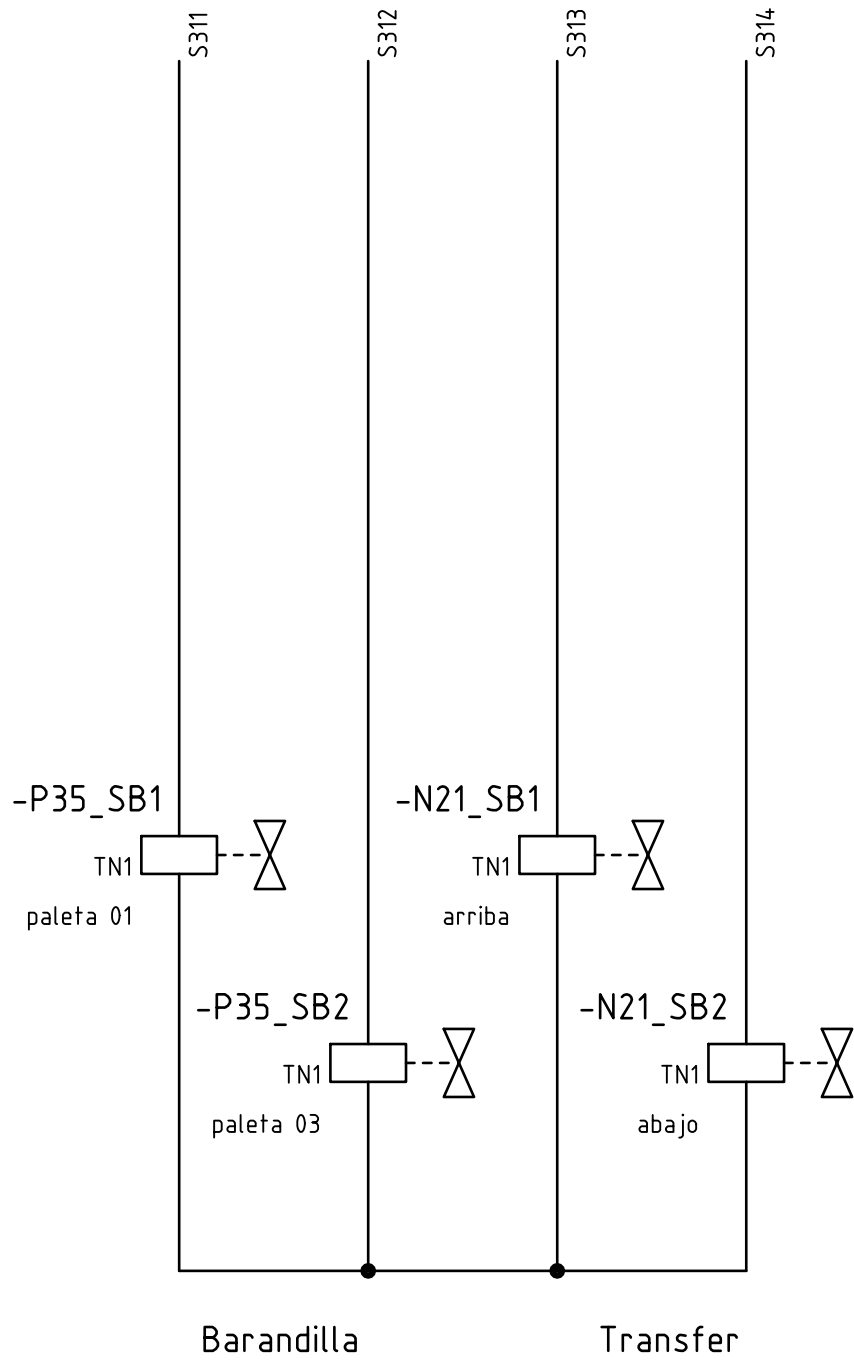 S311
S312
S313
S314
-P35_SB1
-N21_SB1
TN1
TN1
paleta 01
arriba
-P35_SB2
-N21_SB2
TN1
TN1
paleta 03
abajo
Barandilla
Transfer